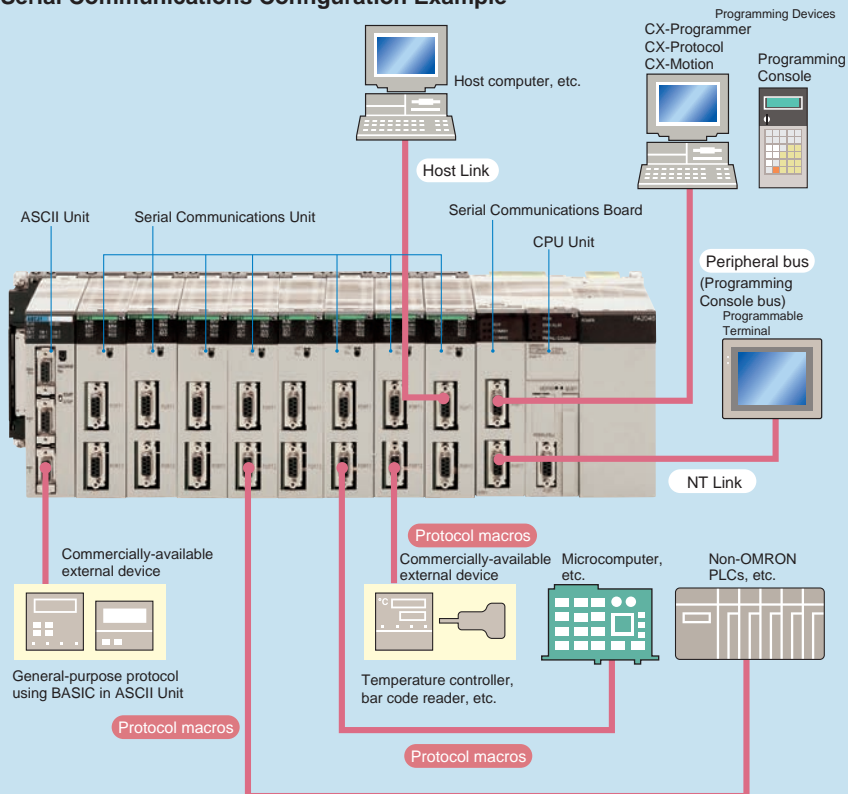 Serial Communications Configuration Example
Programming Devices
CX-Programmer
CX-Protocol
CX-Motion
Programming
Console
Host computer, etc.
Host Link
ASCII Unit
Serial Communications Unit
Serial Communications Board
CPU Unit
Peripheral bus
(Programming
Console bus)
Programmable
Terminal
NT Link
Protocol macros
Commercially-available
external device
Commercially-available
external device
Microcomputer,
etc.
Non-OMRON
PLCs, etc.
°C
General-purpose protocol
using BASIC in ASCII Unit
Temperature controller,
bar code reader, etc.
Protocol macros
Protocol macros